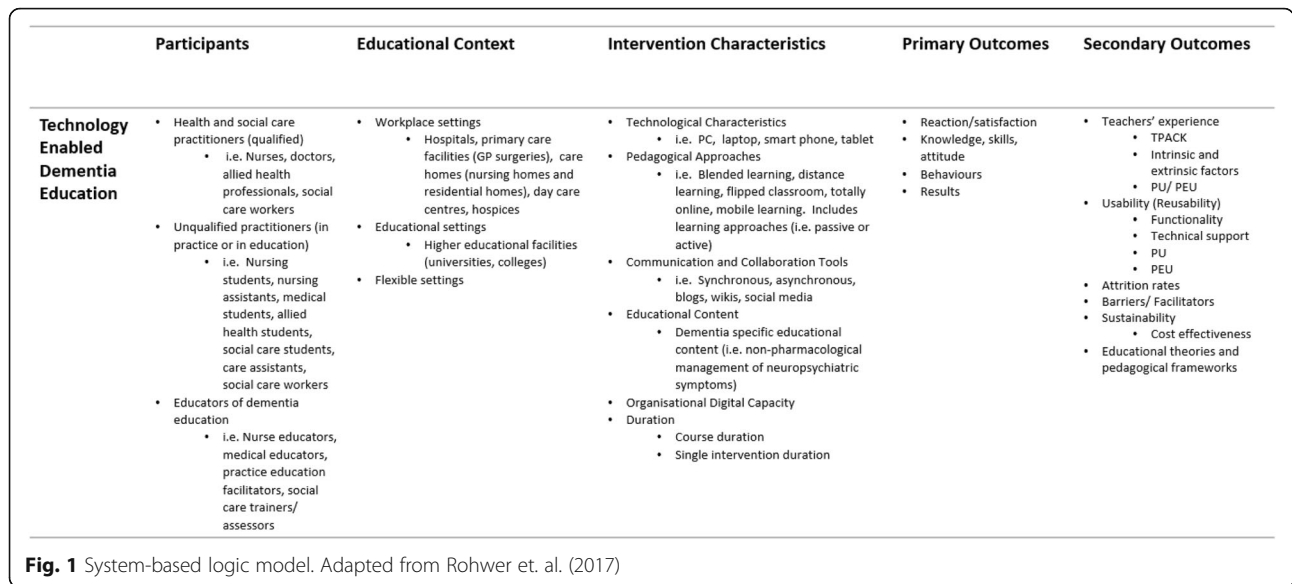 Participants
Educational Context
Intervention Characteristics
Primary Outcomes
Secondary Outcomes
Technology
Enabled
Dementia
Education
• Health and social care
practitioners (qualified)
• i.e. Nurses, doctors,
allied health
professionals, social
care workers
• Unqualified practitioners (in
practice or in education)
• i.e. Nursing
students, nursing
assistants, medical
students, allied
health students,
social care students,
care assistants,
social care workers
• Educators of dementia
education
• i.e. Nurse educators,
medical educators,
practice education
facilitators, social
care trainers/
assessors
• Workplace settings
• Hospitals, primary care
facilities (GP surgeries), care
homes (nursing homes and
residential homes), day care
centres, hospices
• Educational settings
• Higher educational facilities
(universities, colleges)
• Flexible settings
• Technological Characteristics
• i.e. PC, laptop, smart phone, tablet
• Pedagogical Approaches
• i.e. Blended learning, distance
learning, flipped classroom, totally
online, mobile learning. Includes
learning approaches (i.e. passive or
active)
• Communication and Collaboration Tools
• i.e. Synchronous, asynchronous,
blogs, wikis, social media
• Educational Content
• Dementia specific educational
content (i.e. non-pharmacological
management of neuropsychiatric
symptoms)
• Organisational Digital Capacity
• Duration
• Course duration
• Single intervention duration
• Reaction/satisfaction
• Knowledge, skills,
attitude
• Behaviours
• Results
• Teachers' experience
• TPACK
• Intrinsic and
extrinsic factors
• PU/ PEU
• Usability (Reusability)
• Functionality
• Technical support
• PU
• PEU
• Attrition rates
• Barriers/ Facilitators
• Sustainability
• Cost effectiveness
• Educational theories and
pedagogical frameworks
Fig. 1 System-based logic model. Adapted from Rohwer et. al. (2017)